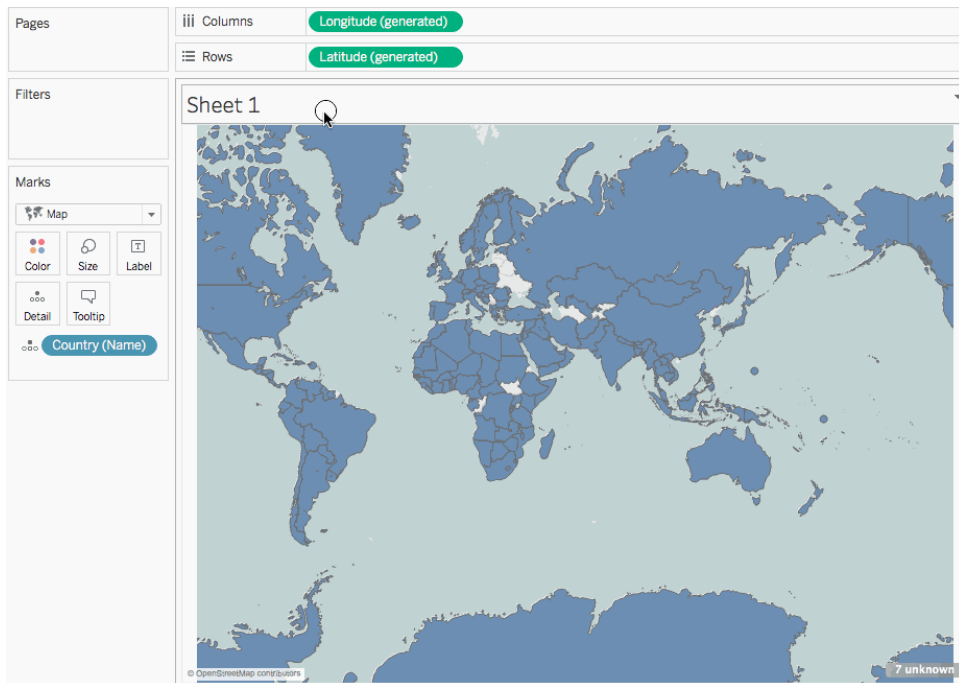 Pages
Columns
Longitude (generated)
Rows
Latitude (generated)
Filters
Sheet 1
Marks
Map
Color
Size
T
Label
Detail
Tooltip
Country (Name)
© OpenStreetMap contributors
7 unknown